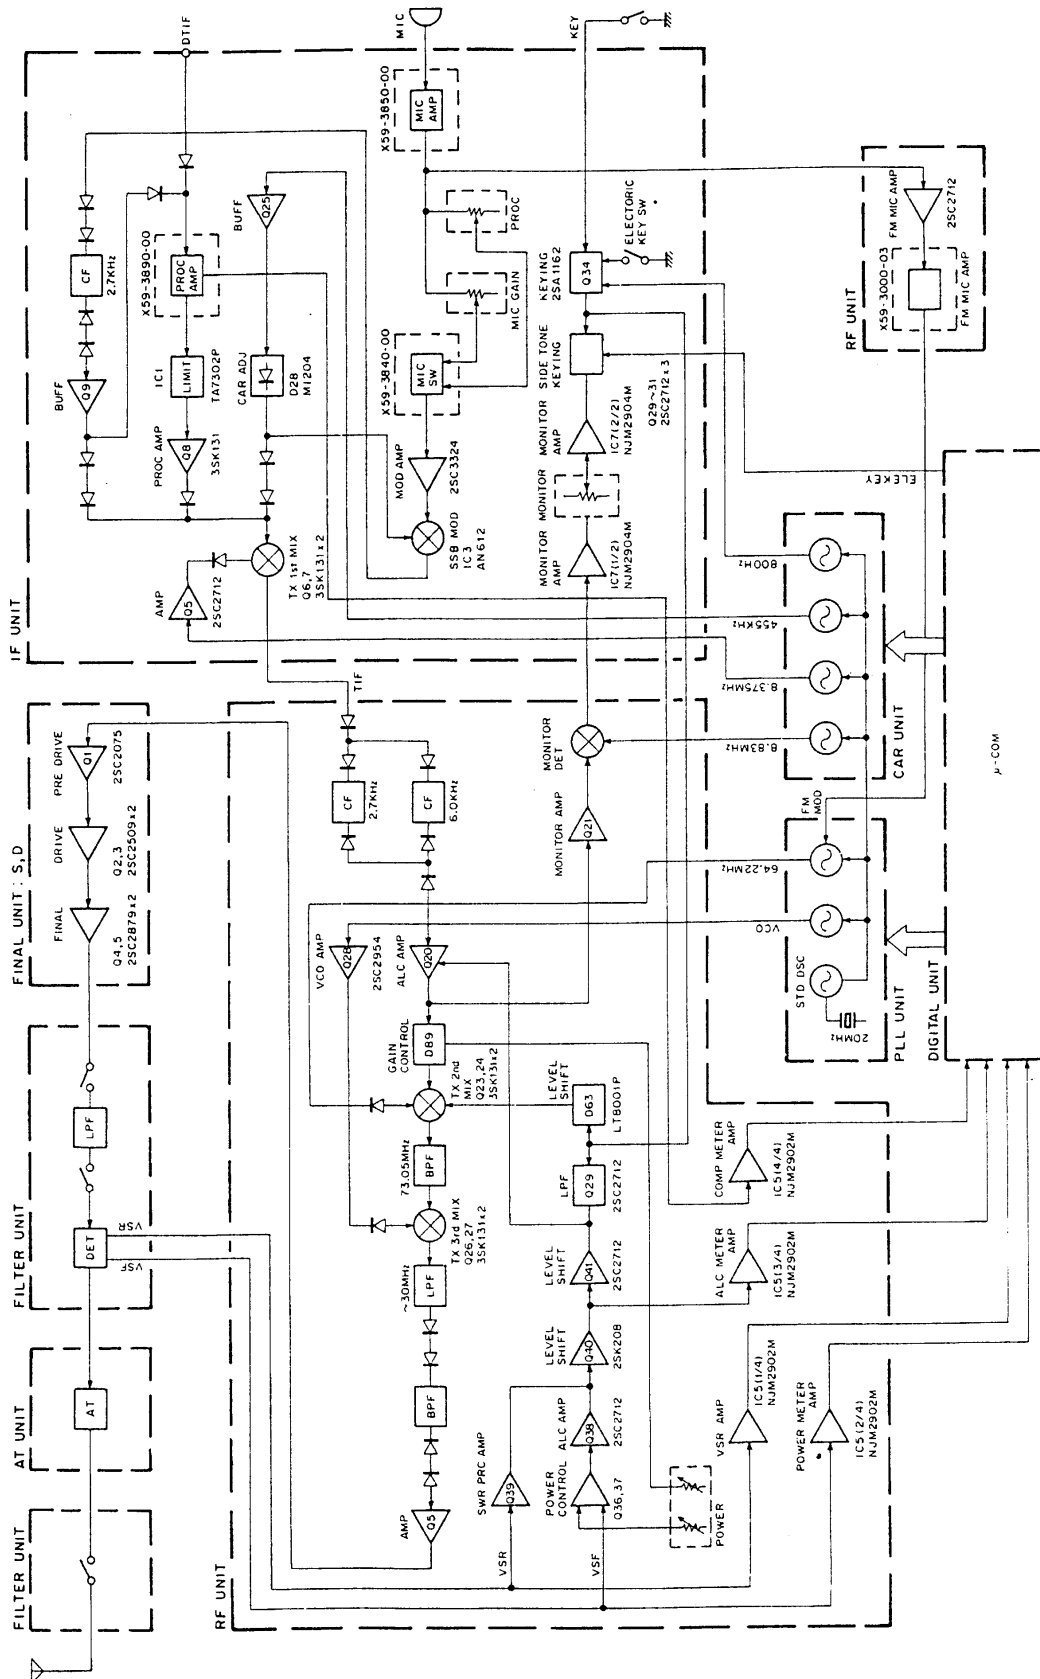 FILTER UNIT
AT UNIT
AT
FILTER UNIT
DET
VSR
VSF
LPF
FINAL UNIT : S,D
FINAL
Q4,5
2SC2879x2
DRIVE
Q2,3
2SC2509x2
PRE DRIVE
Q1
2SC2075
IF UNIT
AMP
Q5
2SC2712
TX 1st MIX
Q6,7
3SK131x2
BUFF
Q9
CF
2.7KHz
PROC AMP
Q8
3SK131
IC1
LIMIT
TA7302P
X59-3890-00
PROC AMP
DTIF
CAR ADJ
D28
MI204
BUFF
Q25
SSB MOD
IC3
AN612
MOD AMP
2SC3324
X59-3840-00
MIC SW
MIC GAIN
PROC
X59-3850-00
MIC AMP
MIC
MONITOR AMP
IC7(1/2)
NJM2904M
MONITOR
MONITOR AMP
IC7(2/2)
NJM2904M
SIDE TONE KEYING
Q29~31
2SC2712x3
KEYING
2SA1162
Q34
ELECTORIC KEY SW
KEY
RF UNIT
AMP
Q5
BPF
~30MHz
LPF
TX 3rd MIX
Q26,27
3SK131x2
73.05MHz
BPF
TX 2nd MIX
Q23,24
3SK131x2
GAIN CONTROL
D89
ALC AMP
Q20
VCO AMP
Q28
2SC2954
CF
2.7KHz
CF
6.0KHz
TIF
MONITOR AMP
Q21
MONITOR DET
VSR
SWR PRC AMP
Q39
VSF
POWER CONTROL
Q36,37
ALC AMP
Q38
2SC2712
LEVEL SHIFT
Q40
2SK208
LEVEL SHIFT
Q41
2SC2712
LPF
Q29
2SC2712
LEVEL SHIFT
D63
LT8001P
POWER
VSR AMP
IC5(1/4)
NJM2902M
POWER METER AMP
IC5(2/4)
NJM2902M
ALC METER AMP
IC5(3/4)
NJM2902M
COMP METER AMP
IC5(4/4)
NJM2902M
PLL UNIT
20MHz
STD OSC
VCO
64.22MHz
FM MOD
CAR UNIT
8.83MHz
8.375MHz
455KHz
800Hz
ELEKEY
RF UNIT
X59-3000-03
FM MIC AMP
FM MIC AMP
2SC2712
DIGITAL UNIT
μ-COM